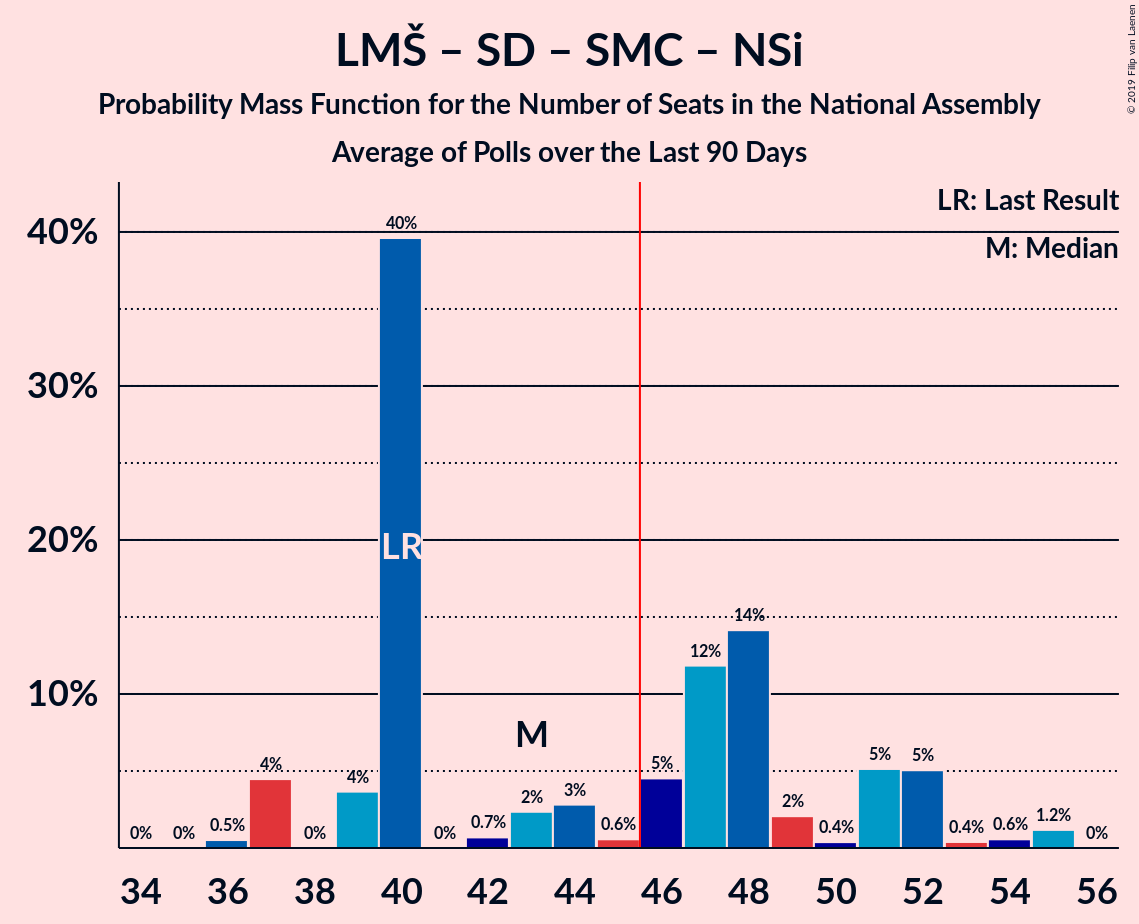 LMŠ – SD – SMC – NSi
Probability Mass Function for the Number of Seats in the National Assembly
Average of Polls over the Last 90 Days
© 2019 Filip van Laenen
LR: Last Result
M: Median
40%
30%
20%
10%
0% 0% 0.5% 4% 0% 4% 40% 0% 0.7% 2% 3% 0.6% 5% 12% 14% 2% 0.4% 5% 5% 0.4% 0.6% 1.2% 0%
LR
M
34 36 38 40 42 44 46 48 50 52 54 56